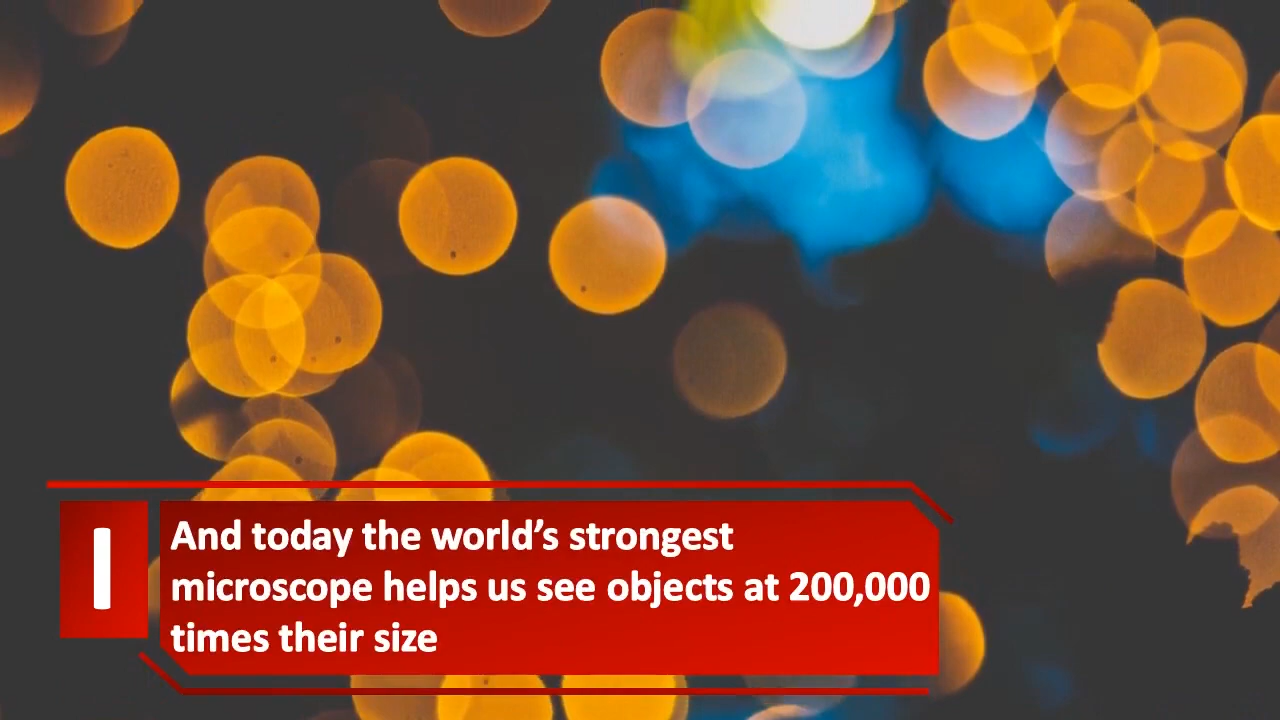 I
And today the world’s strongest
microscope helps us see objects at 200,000
times their size